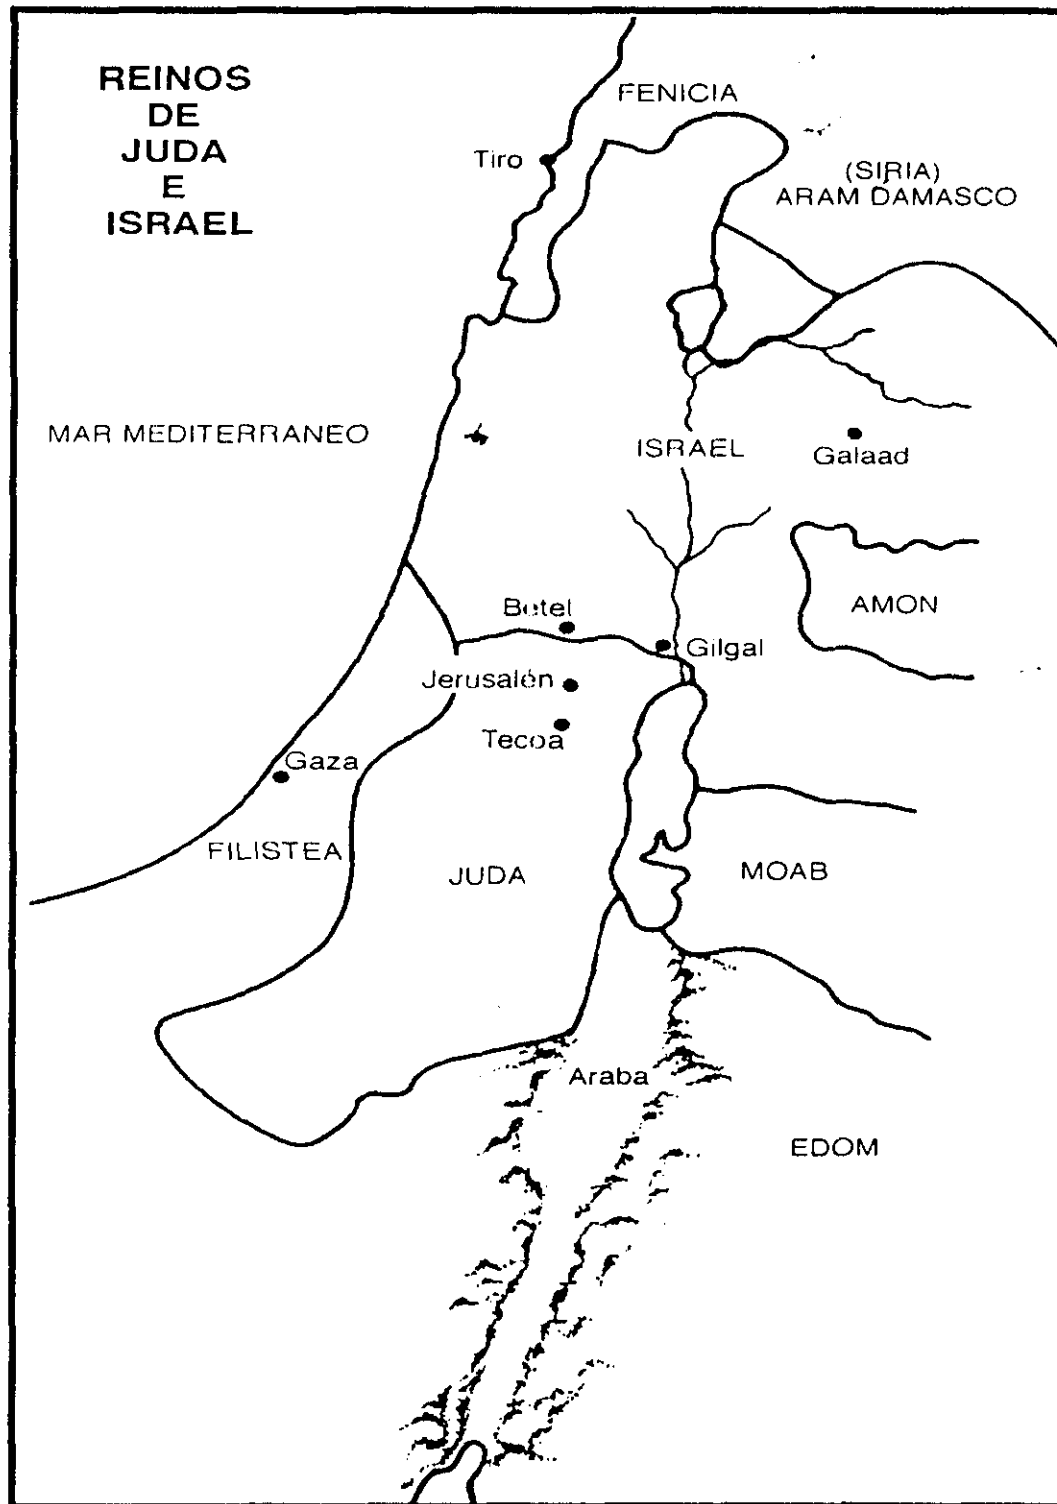 REINOS
DE
JUDA
E
ISRAEL
FENICIA
Tiro
(SIRIA)
ARAM DAMASCO
MAR MEDITERRANEO
ISRAEL
Galaad
AMON
Betel
Gilgal
Jerusalén
Tecoa
Gaza
FILISTEA
JUDA
MOAB
Araba
EDOM